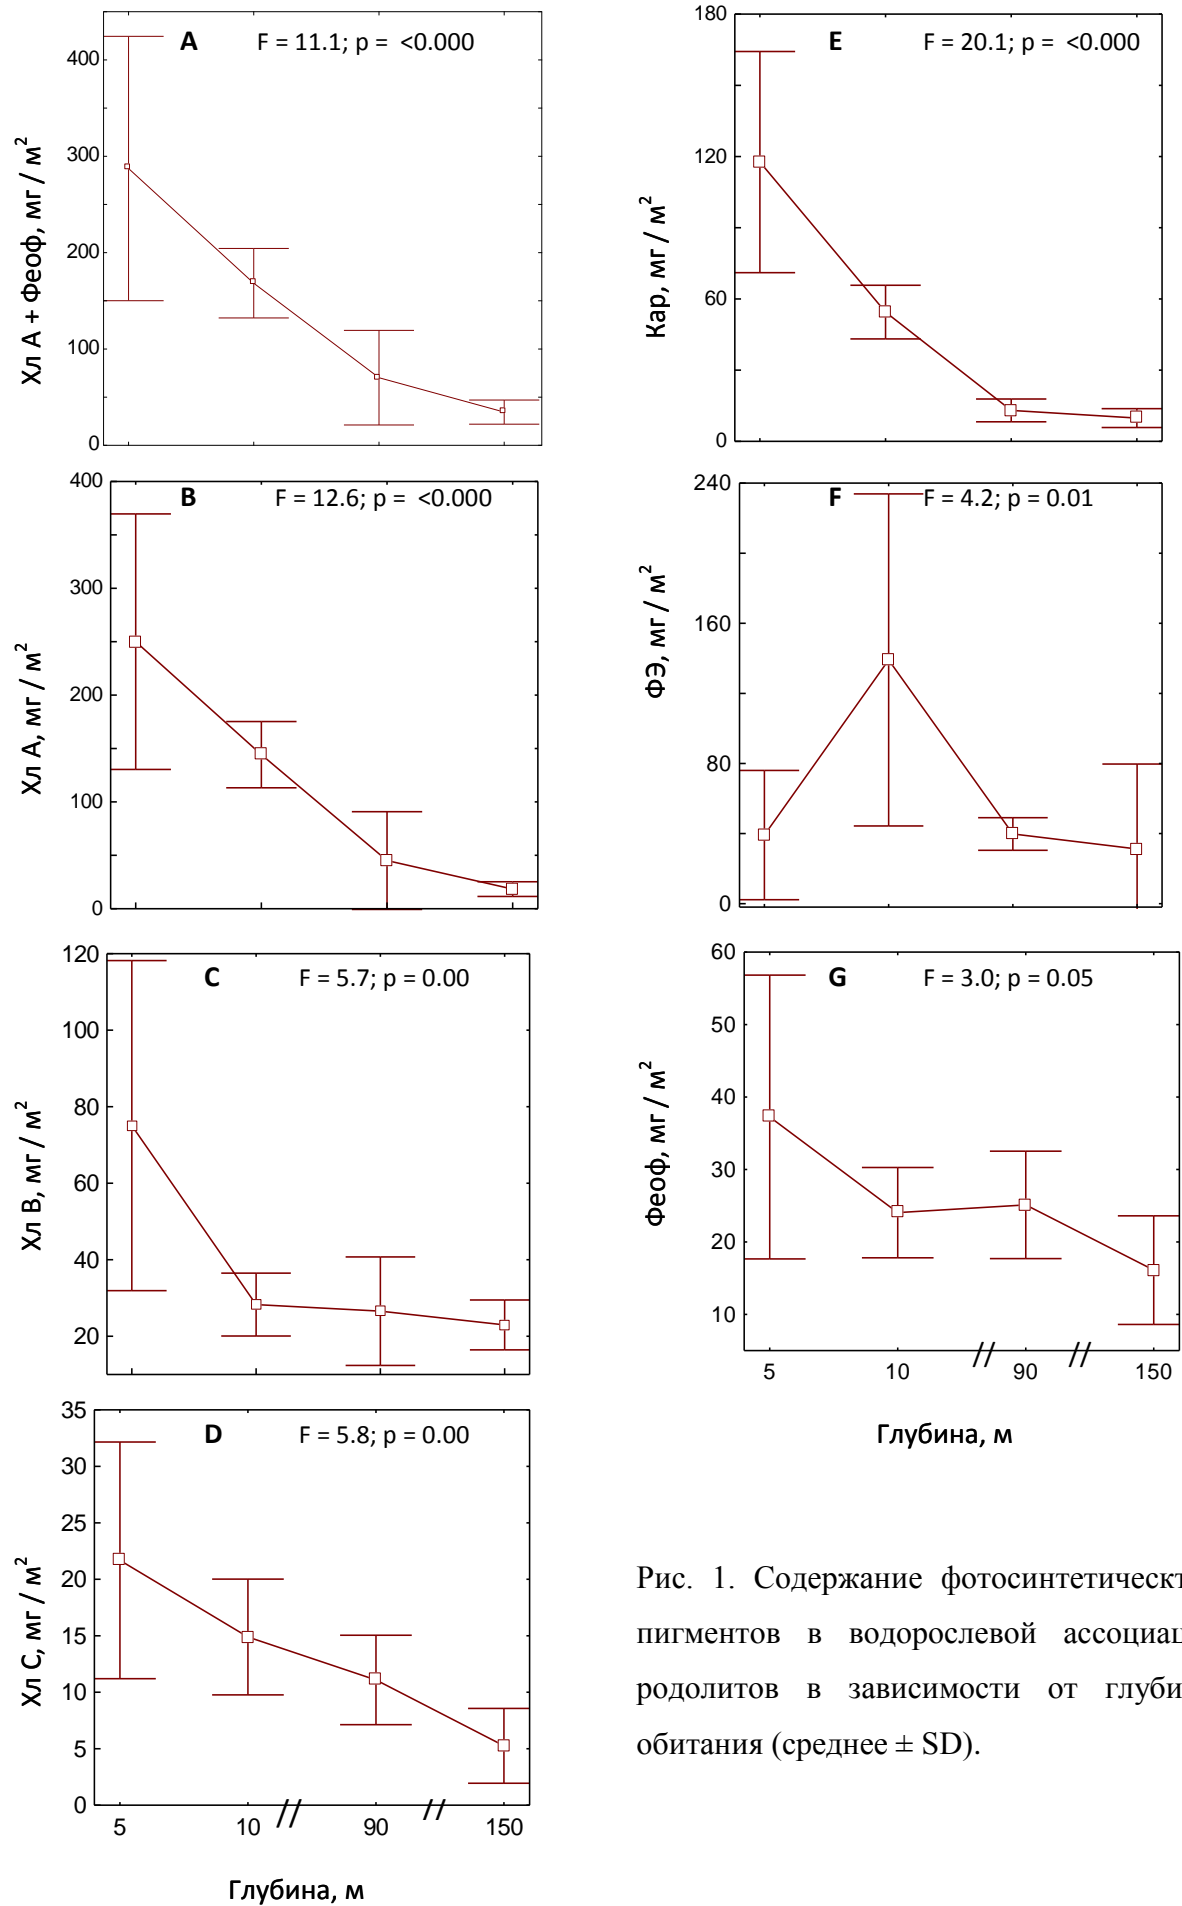 A F = 11.1; p = <0.000
400
300
200
100
0
Хл А + Феоф, мг / м²
B F = 12.6; p = <0.000
400
300
200
100
0
Хл А, мг / м²
C F = 5.7; p = 0.00
120
100
80
60
40
20
Хл В, мг / м²
D F = 5.8; p = 0.00
35
30
25
20
15
10
5
0
Хл С, мг / м²
5 10 // 90 // 150
Глубина, м
E F = 20.1; p = <0.000
180
120
60
0
Кар, мг / м²
F F = 4.2; p = 0.01
240
160
80
0
ФЭ, мг / м²
G F = 3.0; p = 0.05
60
50
40
30
20
10
Феоф, мг / м²
5 10 // 90 // 150
Глубина, м
Рис. 1. Содержание
пигментов в водорослевой
родолитов в зависимости от
обитания (среднее ± SD).